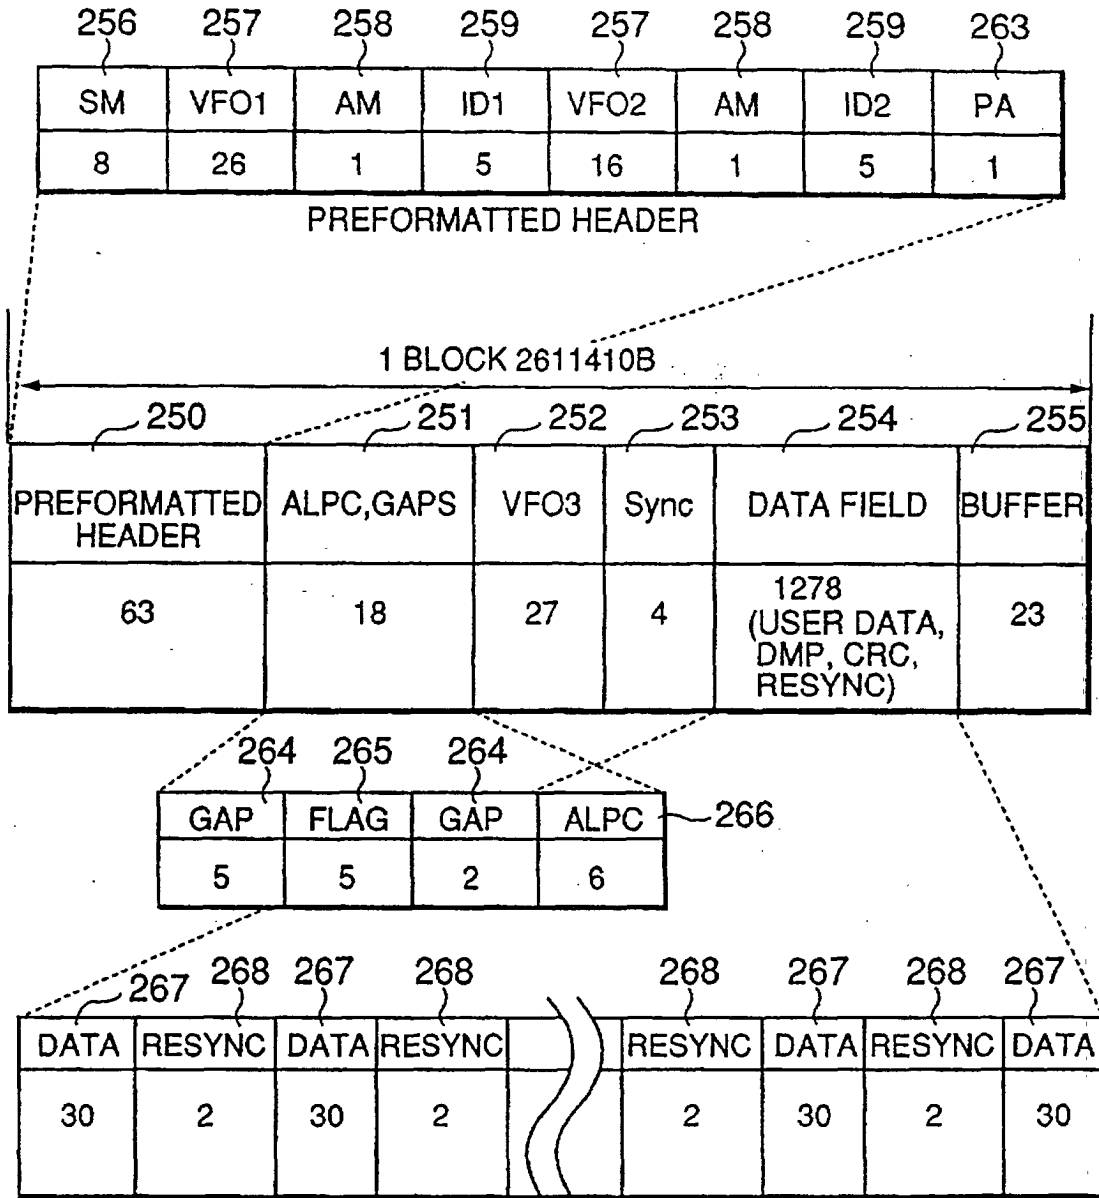 256 257 258 259 257 258 259 263
SM VFO1 AM ID1 VFO2 AM ID2 PA
8 26 1 5 16 1 5 1
PREFORMATTED HEADER
1 BLOCK 2611410B
250 251 252 253 254 255
PREFORMATTED HEADER ALPC,GAPS VFO3 Sync DATA FIELD BUFFER
63 18 27 4 1278 (USER DATA, DMP, CRC, RESYNC) 23
264 265 264
GAP FLAG GAP ALPC 266
5 5 2 6
267 268 267 268 268 267 268 267
DATA RESYNC DATA RESYNC RESYNC DATA RESYNC DATA
30 2 30 2 2 30 2 30